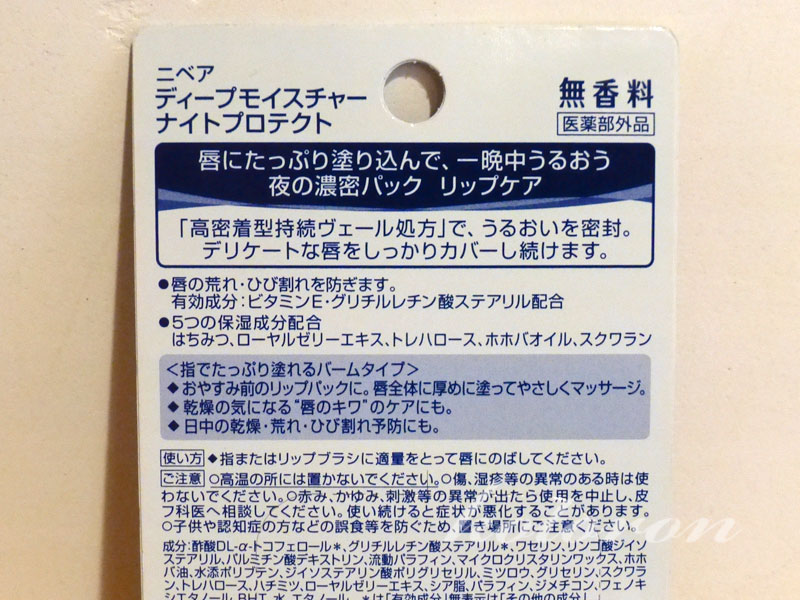 ニベア
ディープモイスチャー
ナイトプロテクト
無香料
医薬部外品
唇にたっぷり塗り込んで、一晩中うるおう
夜の濃密パック リップケア
「高密着型持続ヴェール処方」で、うるおいを密封。
デリケートな唇をしっかりカバーし続けます。
●唇の荒れ・ひび割れを防ぎます。
有効成分:ビタミンE・グリチルレチン酸ステアリル配合
●5つの保湿成分配合
はちみつ、ローヤルゼリーエキス、トレハロース、ホホバオイル、スクワラン
<指でたっぷり塗れるバームタイプ>
◆おやすみ前のリップパックに。唇全体に厚めに塗ってやさしくマッサージ。
◆乾燥の気になる“唇のキワ”のケアにも。
◆日中の乾燥・荒れ・ひび割れ予防にも。
使い方 ◆指またはリップブラシに適量をとって唇にのばしてください。
ご注意 ○高温の所には置かないでください。○傷、湿疹等の異常のある時は使
わないでください。○赤み、かゆみ、刺激等の異常が出たら使用を中止し、皮
フ科医へ相談してください。使い続けると症状が悪化することがあります。
○子供や認知症の方などの誤食等を防ぐため、置き場所にご注意ください。
成分:酢酸DL-α-トコフェロール*、グリチルレチン酸ステアリル*、ワセリン、リンゴ酸ジイソ
ステアリル、パルミチン酸デキストリン、流動パラフィン、マイクロクリスタリンワックス、ホホ
バ油、水添ポリブテン、ジイソステアリン酸ポリグリセリル、ミツロウ、グリセリン、スクワラ
ン、トレハロース、ハチミツ、ローヤルゼリーエキス、シア脂、パラフィン、ジメチコン、フェノキ
シエタノール、BHT、水、エタノール *は「有効成分」無表示は「その他の成分」